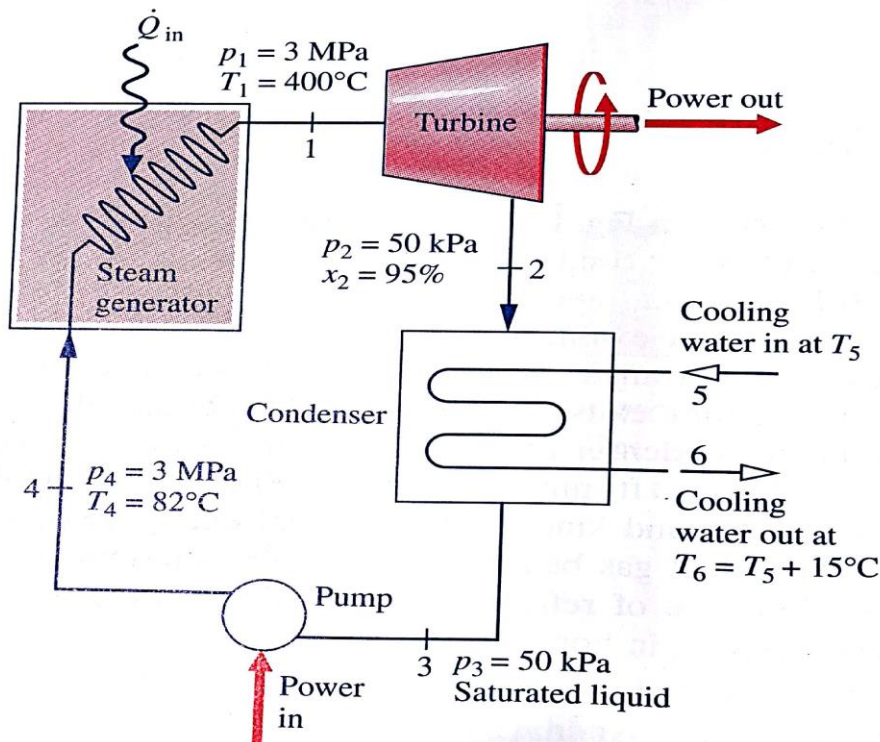 Q̇ in
p₁ = 3 MPa
T₁ = 400°C
1
Turbine
Power out
p₂ = 50 kPa
x₂ = 95%
2
Steam
generator
Cooling
water in at T₅
5
Condenser
6
Cooling
water out at
T₆ = T₅ + 15°C
4
p₄ = 3 MPa
T₄ = 82°C
Pump
3
p₃ = 50 kPa
Saturated liquid
Power
in